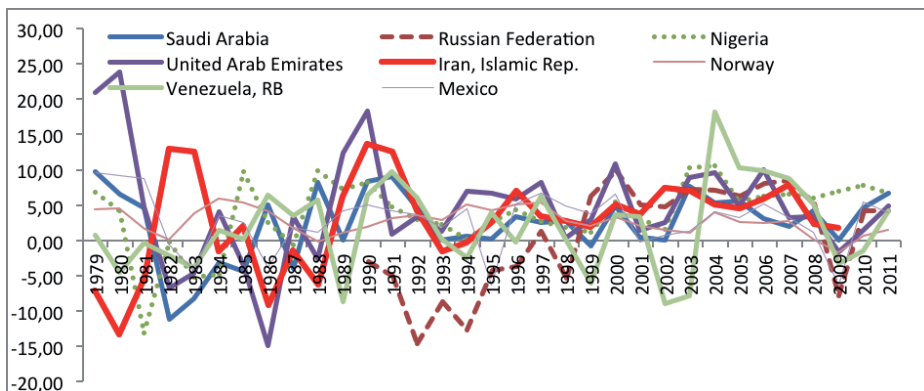 30,00 Saudi Arabia Russian Federation Nigeria
25,00 United Arab Emirates Iran, Islamic Rep. Norway
20,00 Venezuela, RB Mexico
15,00
10,00
5,00
0,00
-5,00
-10,00
-15,00
-20,00
1979 1980 1981 1982 1983 1984 1985 1986 1987 1988 1989 1990 1991 1992 1993 1994 1995 1996 1997 1998 1999 2000 2001 2002 2003 2004 2005 2006 2007 2008 2009 2010 2011